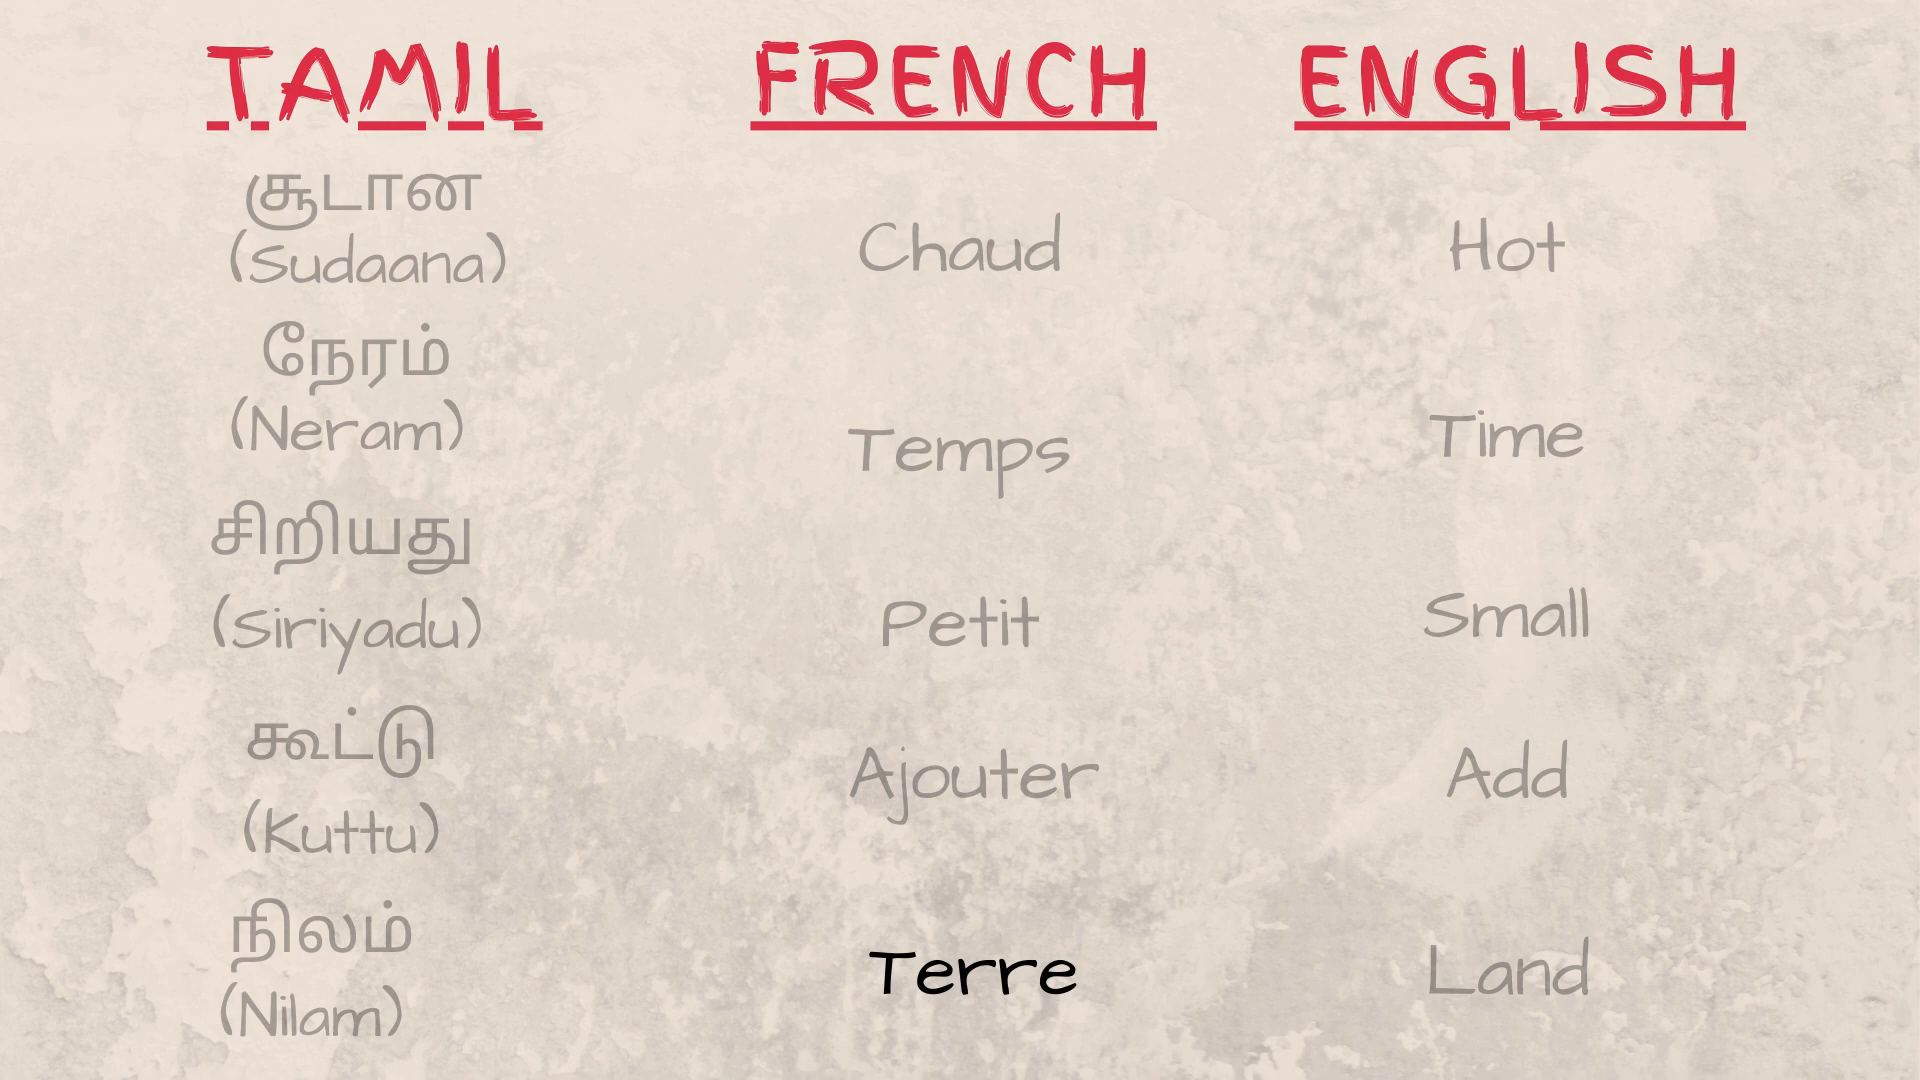 TAMIL FRENCH ENGLISH
சூடான
(Sudaana) Chaud Hot
நேரம்
(Neram) Temps Time
சிறியது
(Siriyadu) Petit Small
கூட்டு
(Kuttu) Ajouter Add
நிலம்
(Nilam) Terre Land